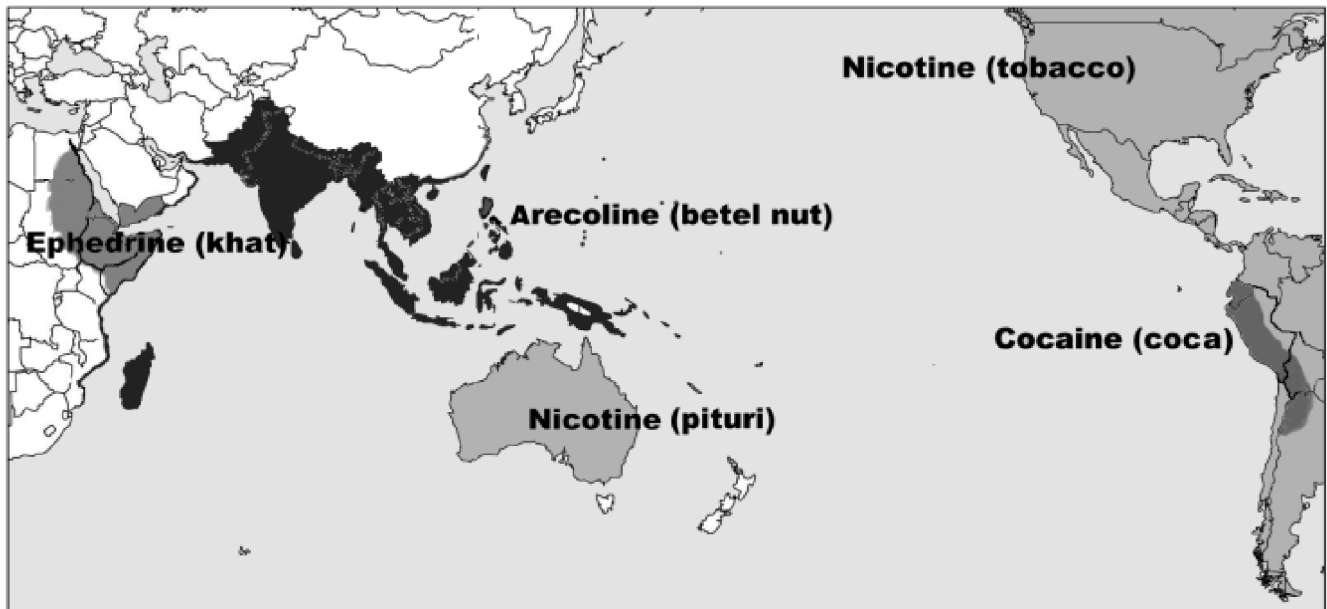 Nicotine (tobacco)
Arecoline (betel nut)
Ephedrine (khat)
Cocaine (coca)
Nicotine (pituri)